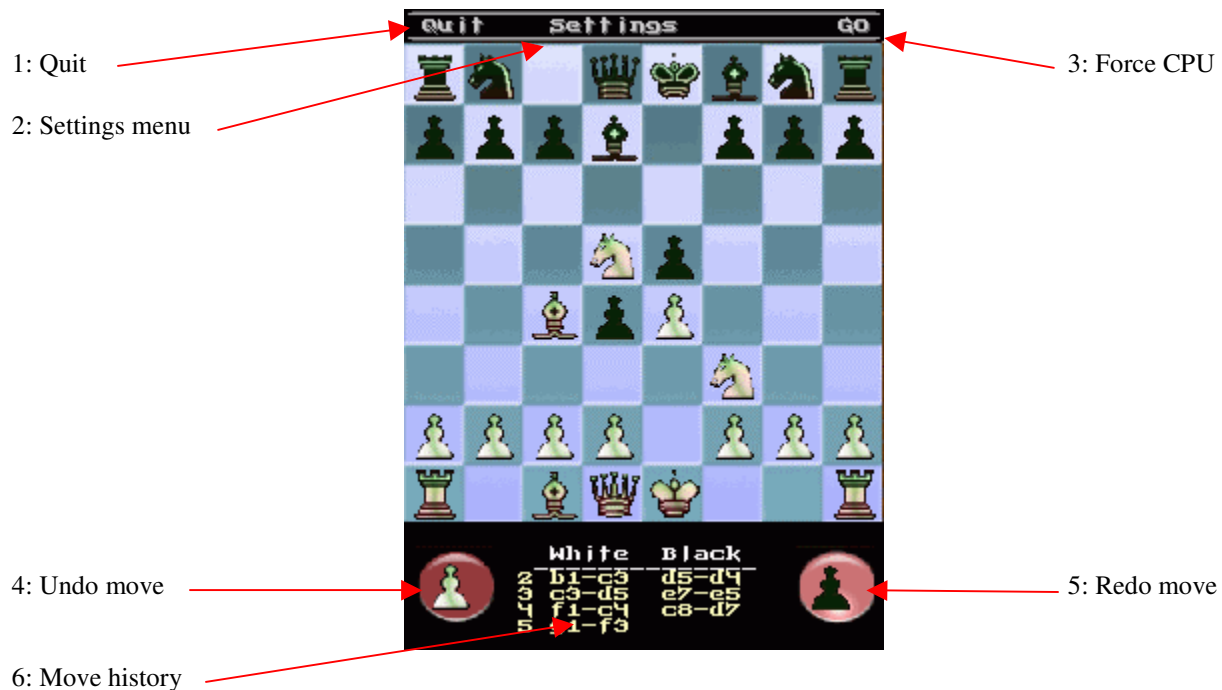 Quit Settings GO
1: Quit
3: Force CPU
2: Settings menu
White Black
2 b1-c3 d5-d4
3 c3-d5 e7-e5
4 f1-c4 c8-d7
5
4: Undo move
5: Redo move
6: Move history